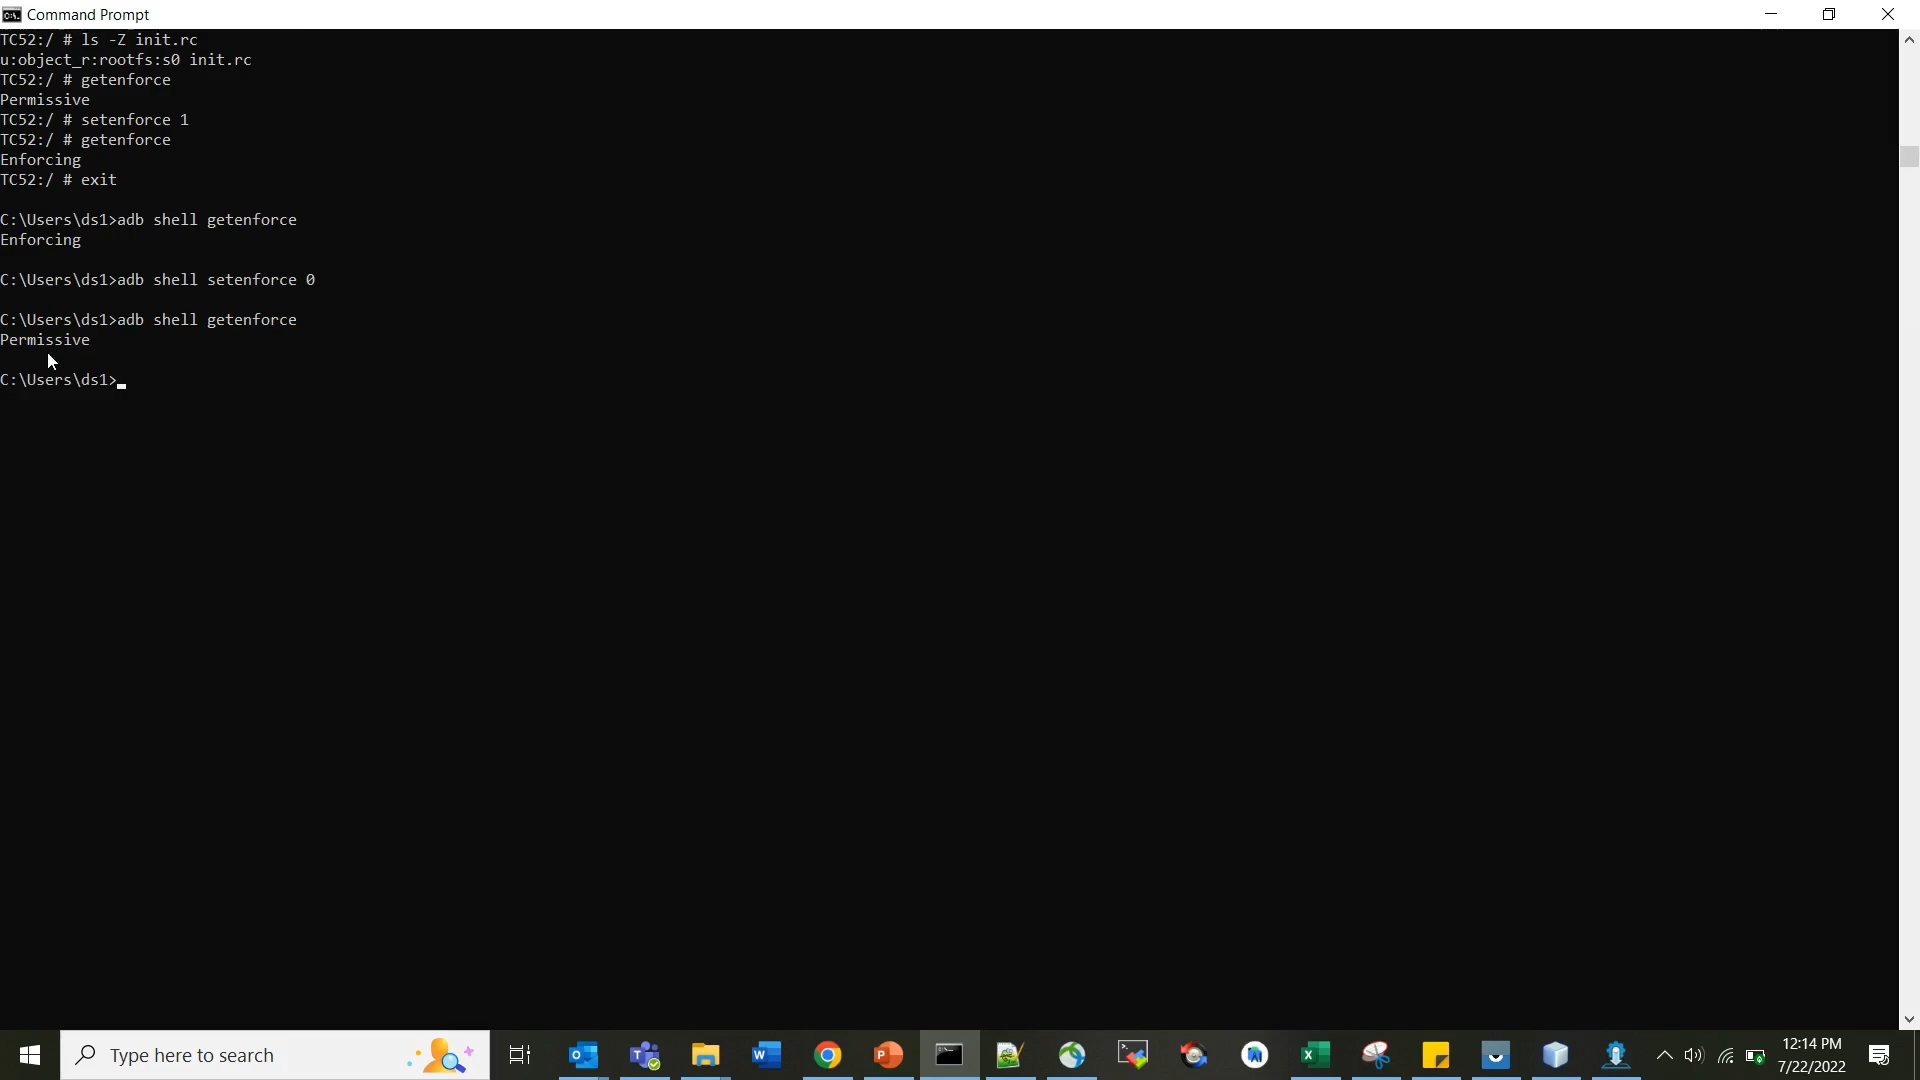 Command Prompt
TC52:/ # ls -Z init.rc
u:object_r:rootfs:s0 init.rc
TC52:/ # getenforce
Permissive
TC52:/ # setenforce 1
TC52:/ # getenforce
Enforcing
TC52:/ # exit
C:\Users\ds1>adb shell getenforce
Enforcing
C:\Users\ds1>adb shell setenforce 0
C:\Users\ds1>adb shell getenforce
Permissive
C:\Users\ds1>
Type here to search
12:14 PM
7/22/2022